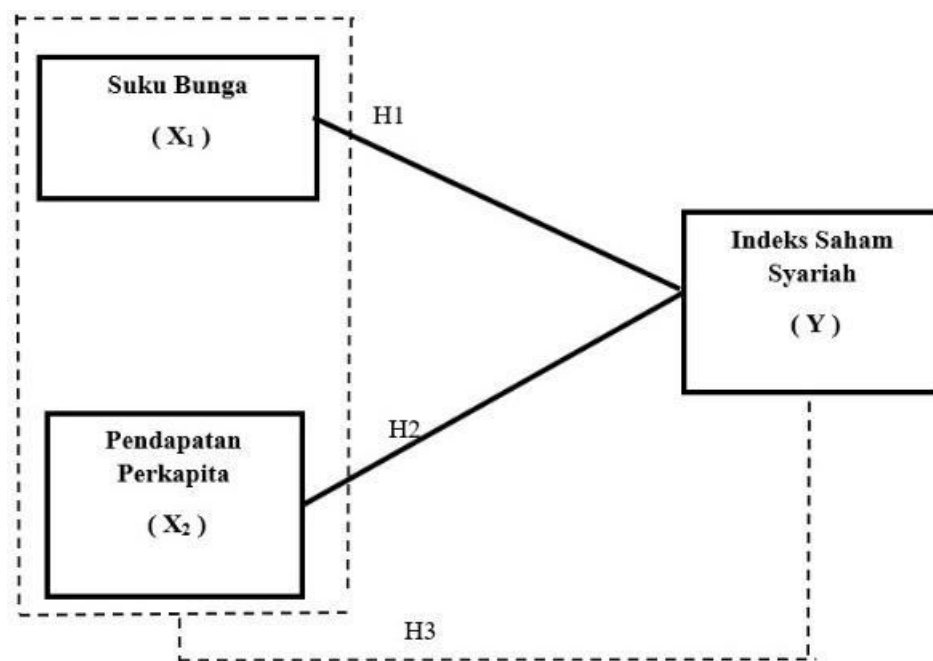 Suku Bunga
( X₁ )
H1
Indeks Saham
Syariah
( Y )
H2
Pendapatan
Perkapita
( X₂ )
H3